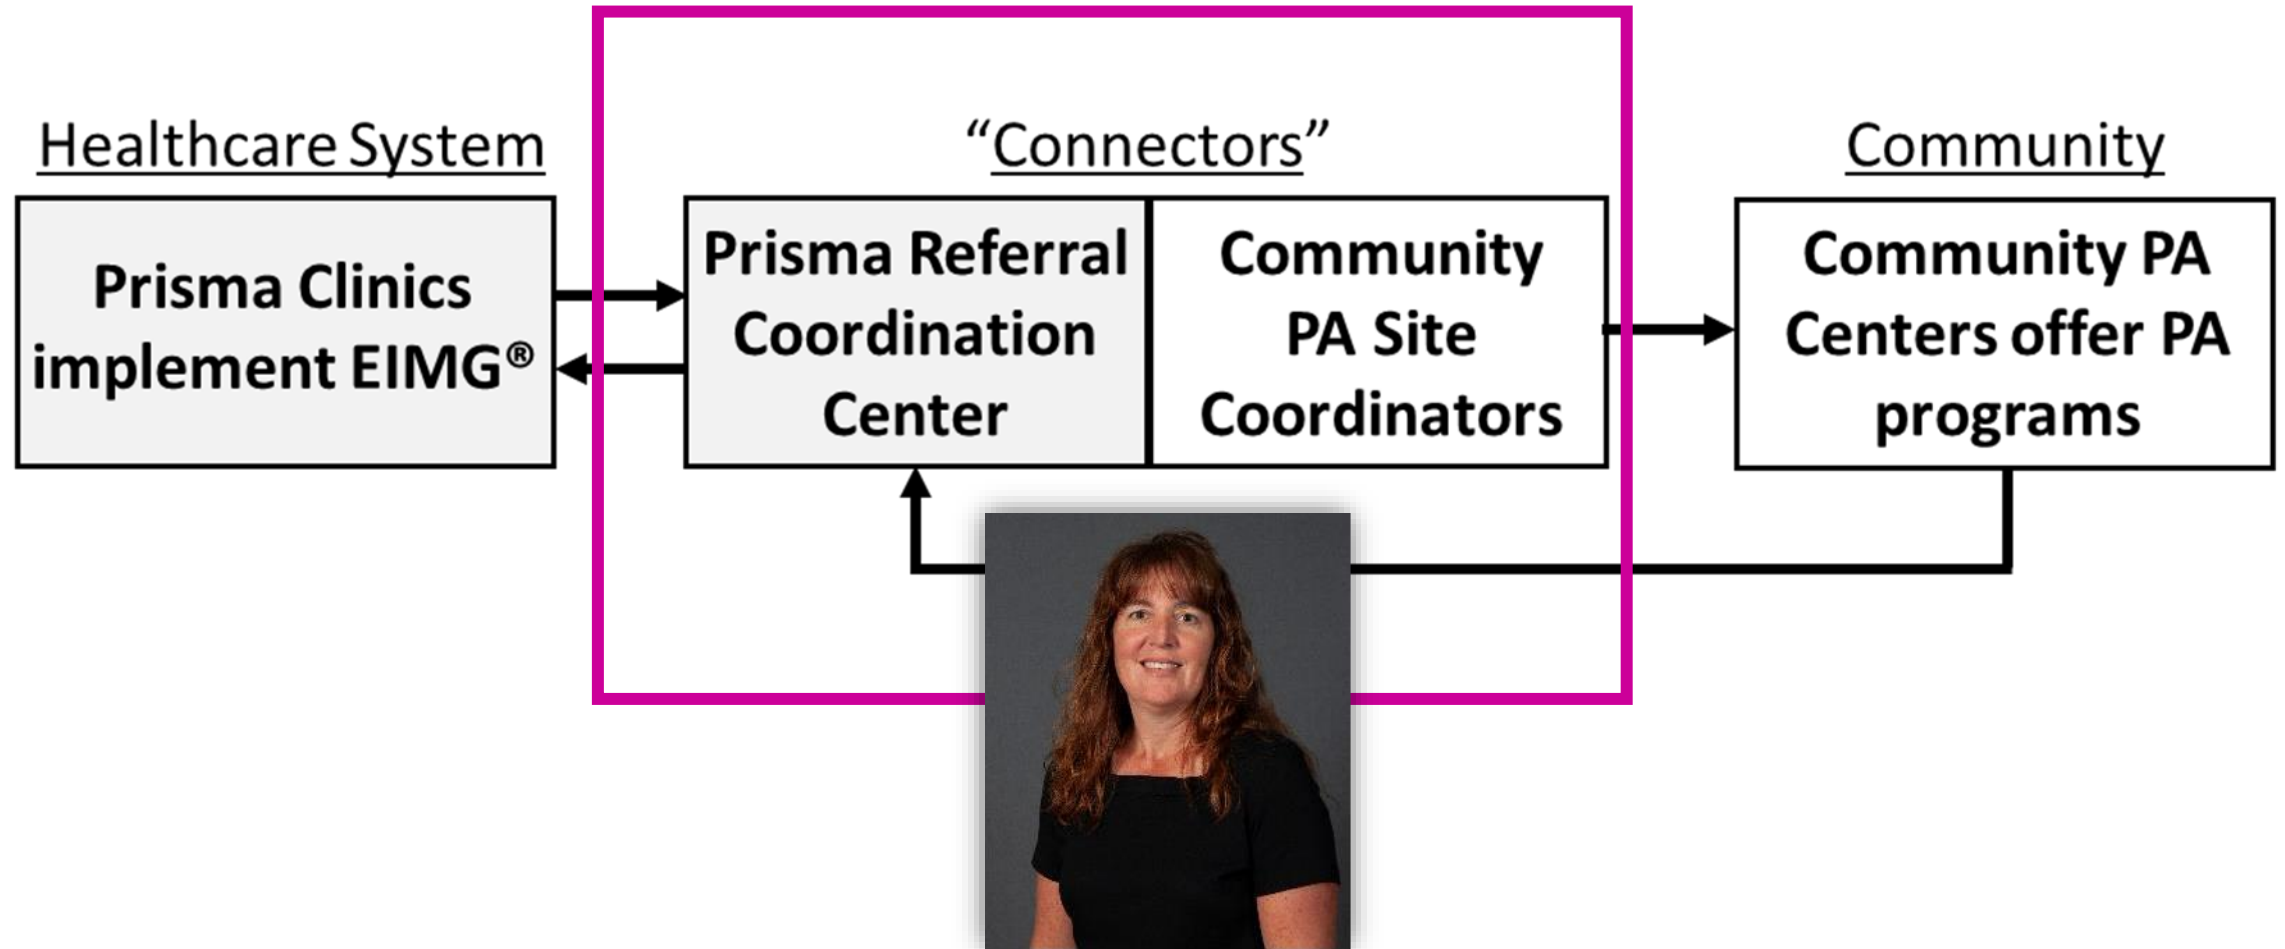 Healthcare System
Prisma Clinics
implement EIMG®
“Connectors”
Prisma Referral
Coordination
Center
Community
PA Site
Coordinators
Community
Community PA
Centers offer PA
programs